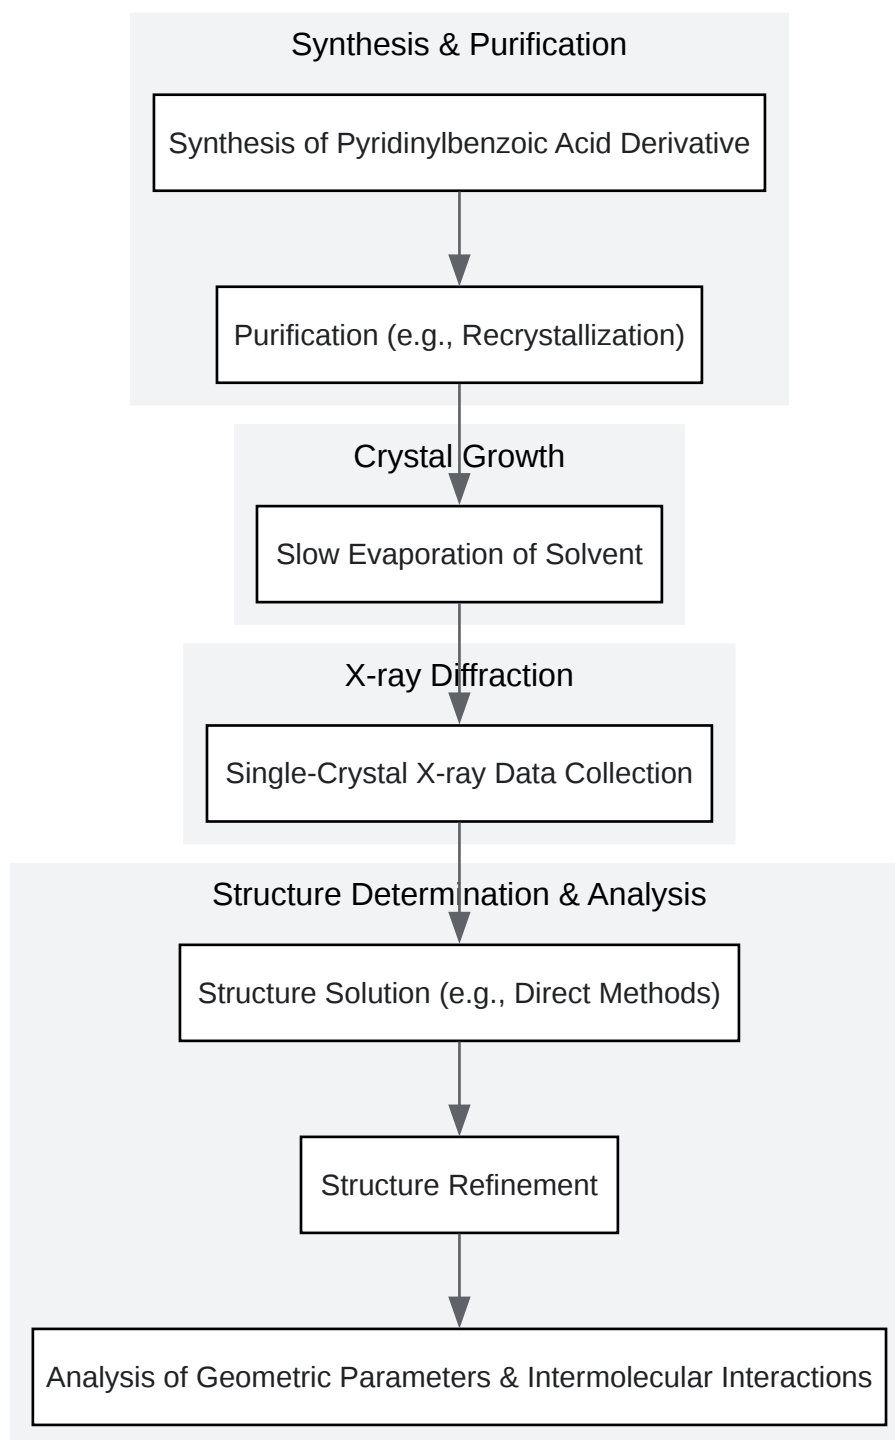 Synthesis & Purification
Synthesis of Pyridinylbenzoic Acid Derivative
Purification (e.g., Recrystallization)
Crystal Growth
Slow Evaporation of Solvent
X-ray Diffraction
Single-Crystal X-ray Data Collection
Structure Determination & Analysis
Structure Solution (e.g., Direct Methods)
Structure Refinement
Analysis of Geometric Parameters & Intermolecular Interactions